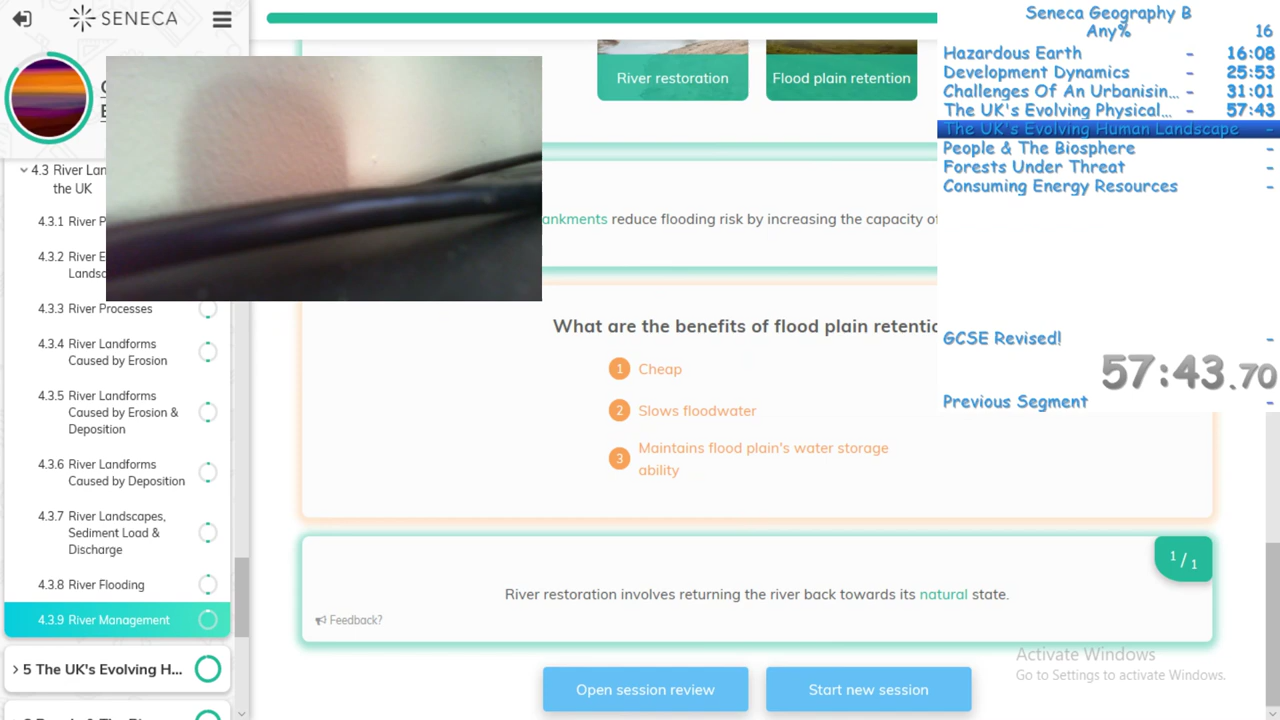 SENECA
4.3 River Lan
the UK
4.3.1 River P
4.3.2 River E
Landsc
4.3.3 River Processes
4.3.4 River Landforms
Caused by Erosion
4.3.5 River Landforms
Caused by Erosion &
Deposition
4.3.6 River Landforms
Caused by Deposition
4.3.7 River Landscapes,
Sediment Load &
Discharge
4.3.8 River Flooding
4.3.9 River Management
5 The UK's Evolving H...
River restoration
Flood plain retention
ankments reduce flooding risk by increasing the capacity of
What are the benefits of flood plain retentio
1 Cheap
2 Slows floodwater
3 Maintains flood plain's water storage
ability
1/1
River restoration involves returning the river back towards its natural state.
Feedback?
Open session review
Start new session
Seneca Geography B
Any% 16
Hazardous Earth - 16:08
Development Dynamics - 25:53
Challenges Of An Urbanisin... - 31:01
The UK's Evolving Physical... - 57:43
The UK's Evolving Human Landscape -
People & The Biosphere -
Forests Under Threat -
Consuming Energy Resources -
GCSE Revised! -
57:43.70
Previous Segment -
Activate Windows
Go to Settings to activate Windows.